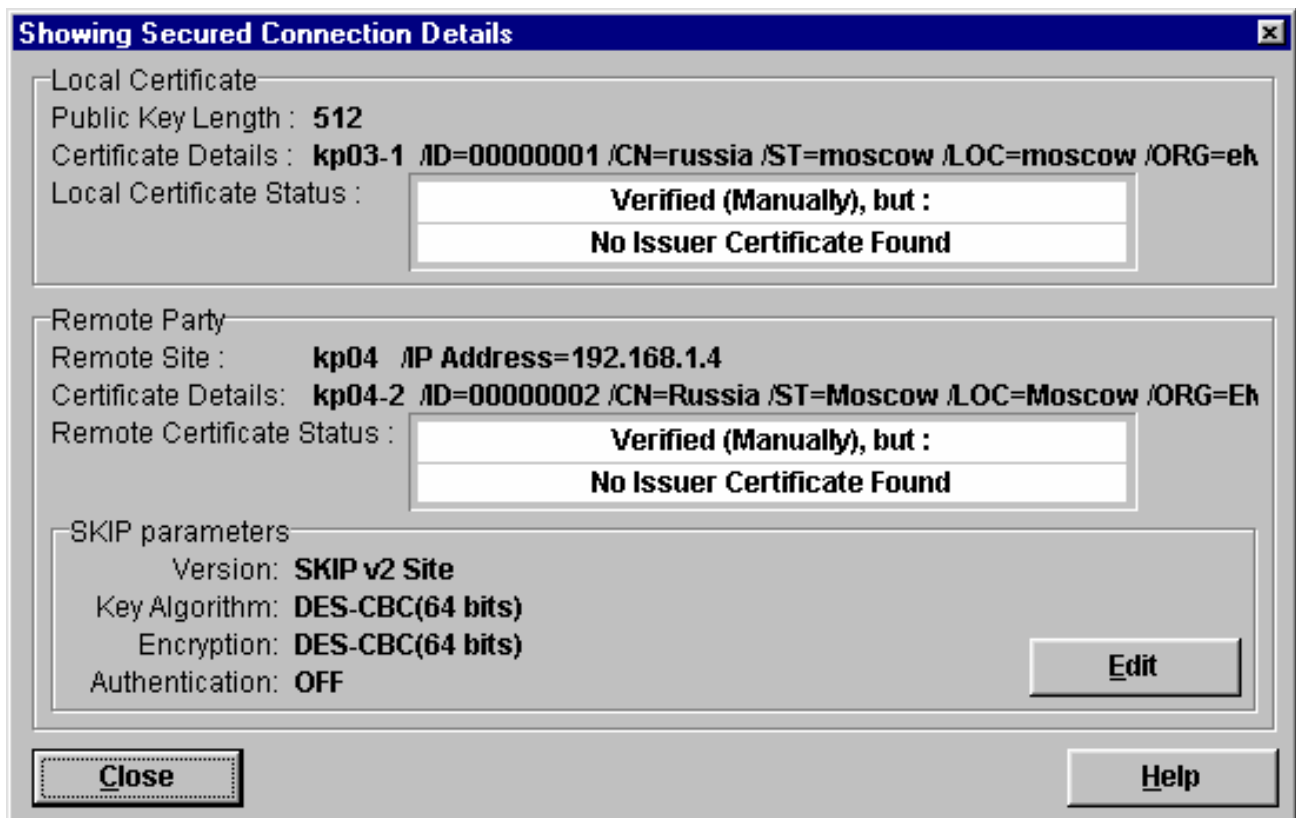 Showing Secured Connection Details
Local Certificate
Public Key Length : 512
Certificate Details : kp03-1 /ID=00000001 /CN=russia /ST=moscow /LOC=moscow /ORG=eh
Local Certificate Status :
Verified (Manually), but :
No Issuer Certificate Found
Remote Party
Remote Site : kp04 /IP Address=192.168.1.4
Certificate Details: kp04-2 /ID=00000002 /CN=Russia /ST=Moscow /LOC=Moscow /ORG=Eh
Remote Certificate Status :
Verified (Manually), but :
No Issuer Certificate Found
SKIP parameters
Version: SKIP v2 Site
Key Algorithm: DES-CBC(64 bits)
Encryption: DES-CBC(64 bits)
Authentication: OFF
Edit
Close
Help